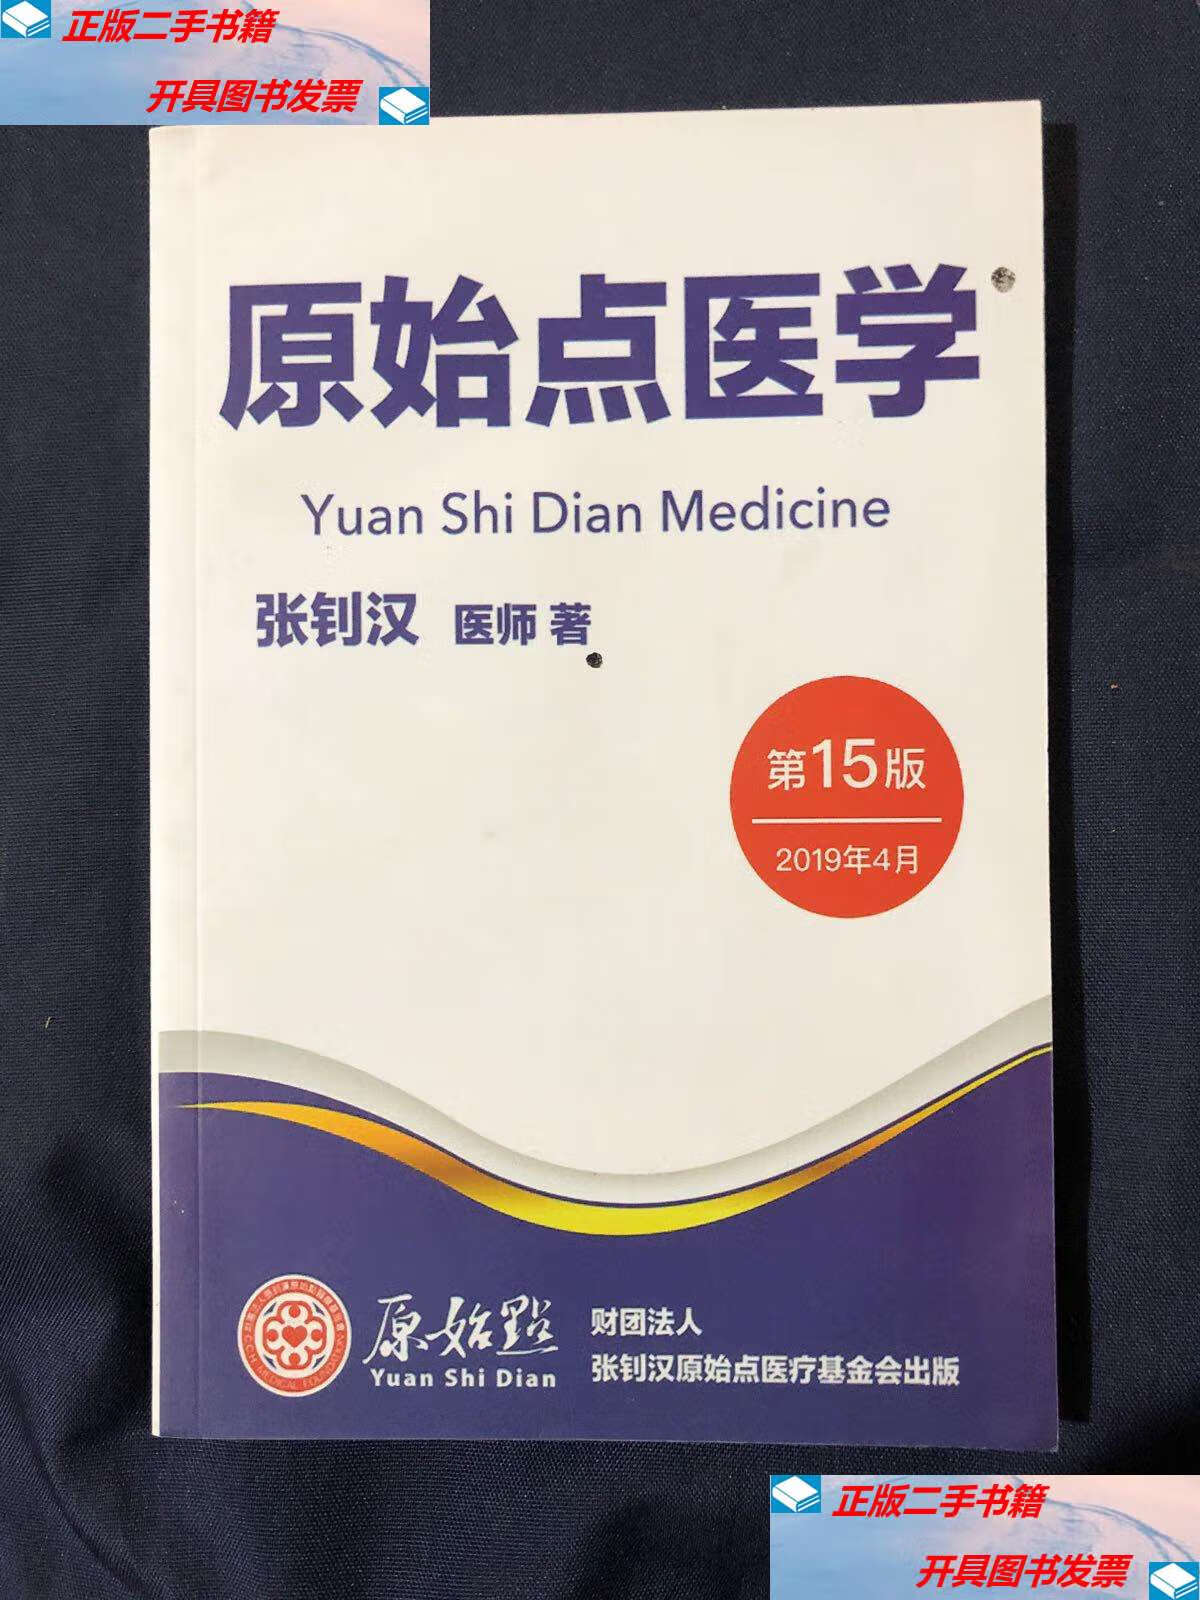 正版二手书籍
开具图书发票
原始点医学
Yuan Shi Dian Medicine
张钊汉 医师 著
第15版
2019年4月
原始點
Yuan Shi Dian
财团法人
张钊汉原始点医疗基金会出版
正版二手书籍
开具图书发票